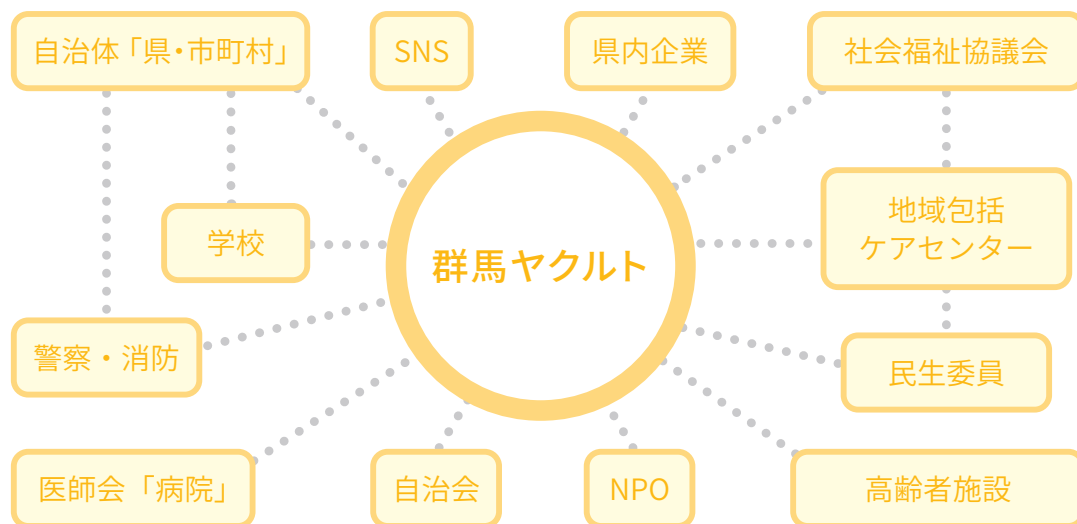 自治体「県・市町村」
SNS
県内企業
社会福祉協議会
学校
群馬ヤクルト
地域包括
ケアセンター
警察・消防
民生委員
医師会「病院」
自治会
NPO
高齢者施設